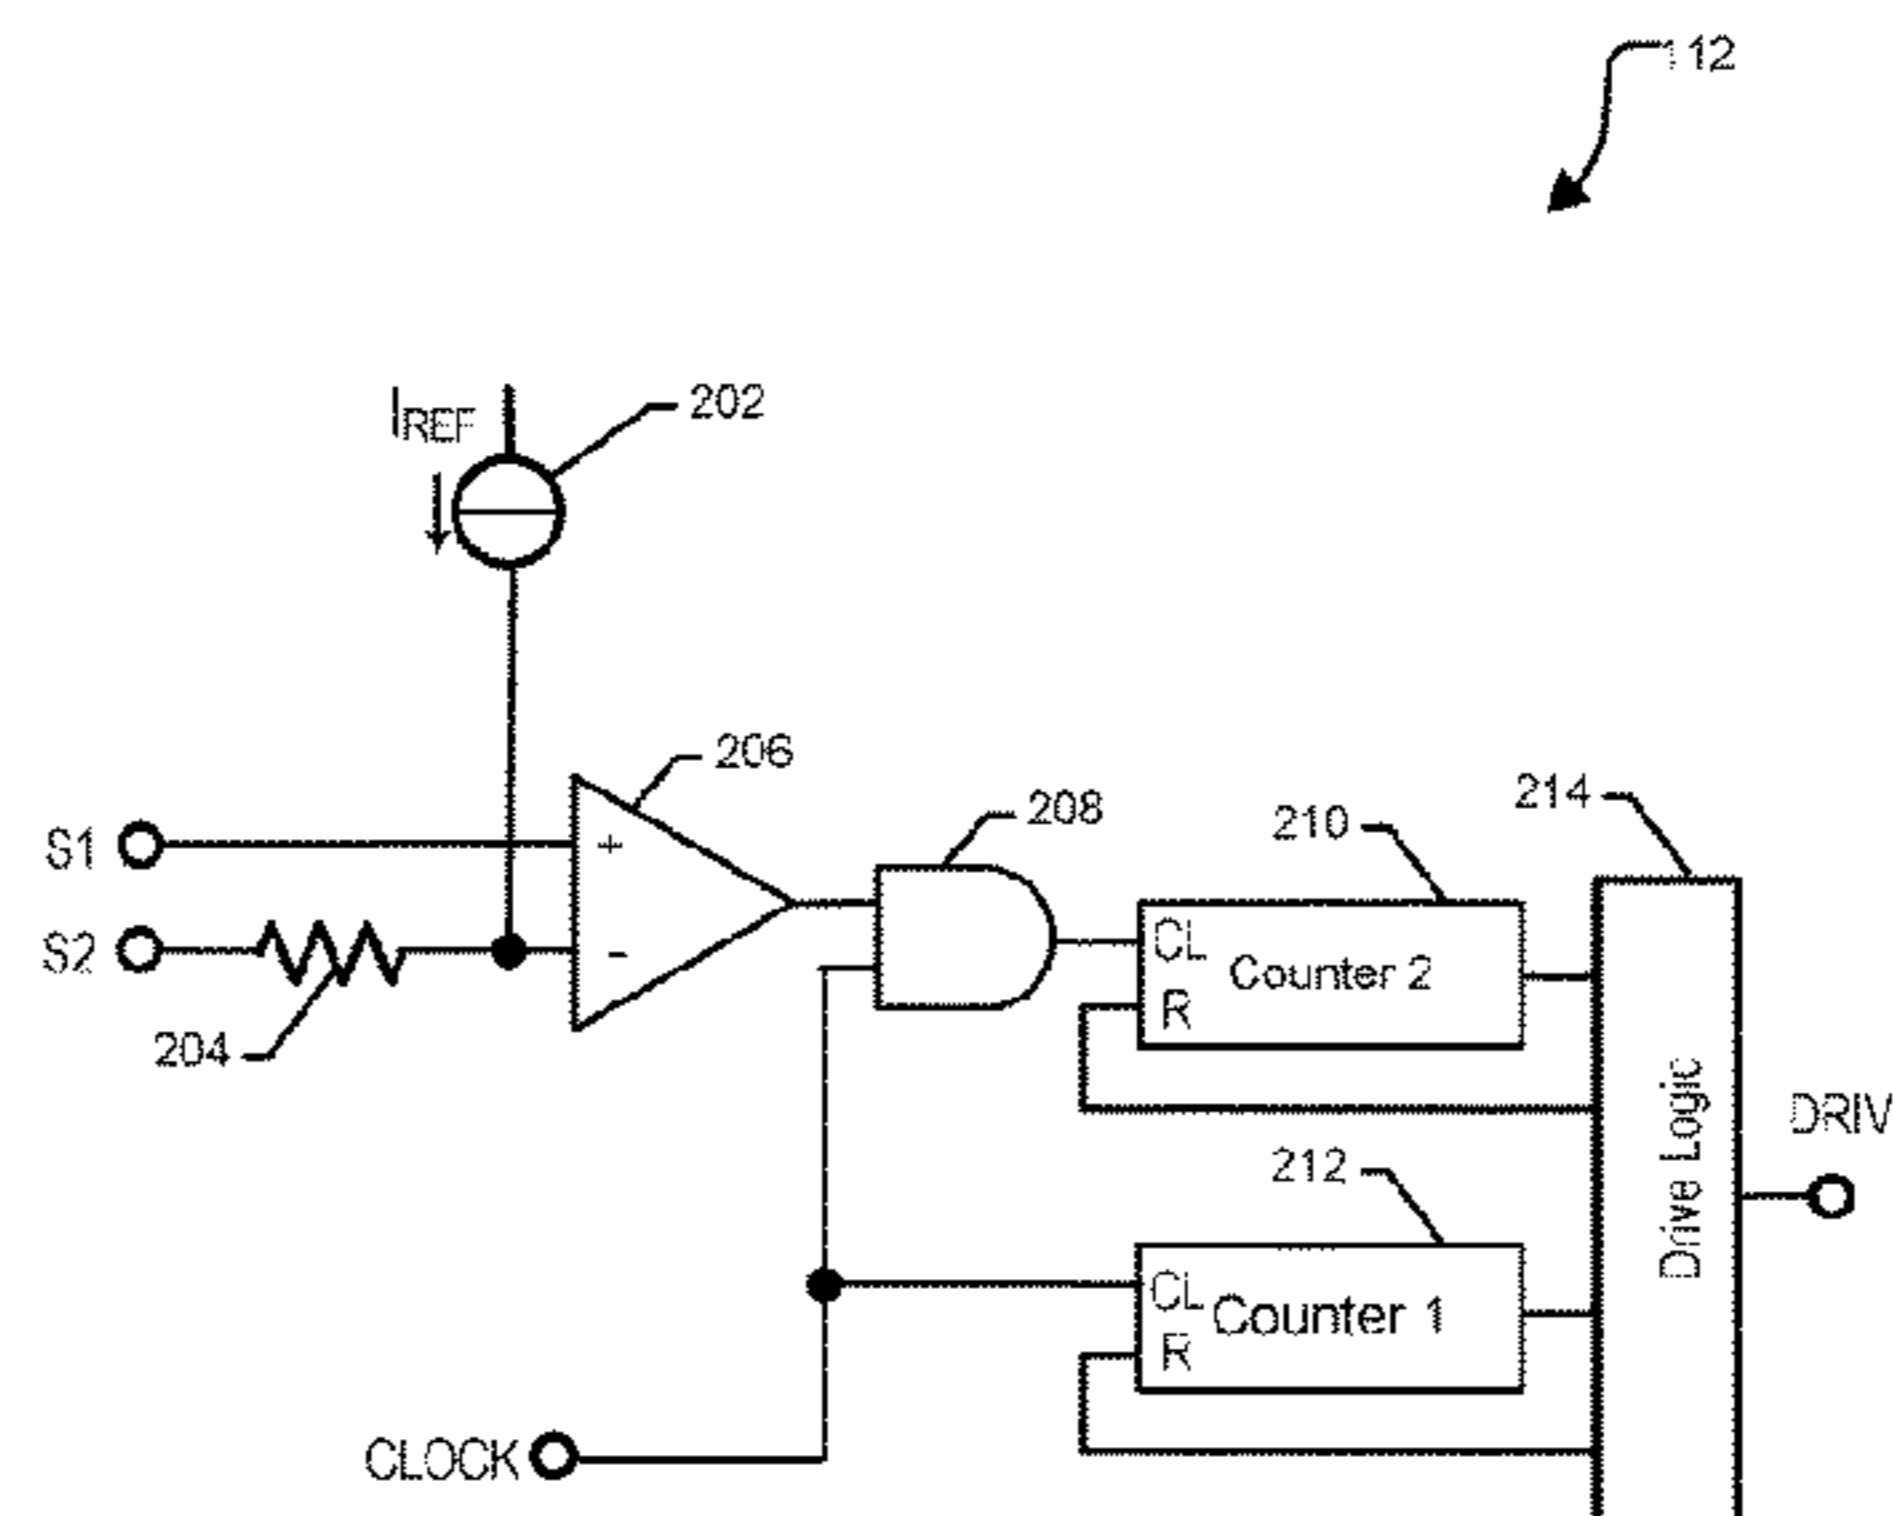 112
IREF
202
206
S1
+
208
214
210
S2
-
CL
Counter 2
R
204
Drive Logic
DRIV
212
CL
Counter 1
R
CLOCK